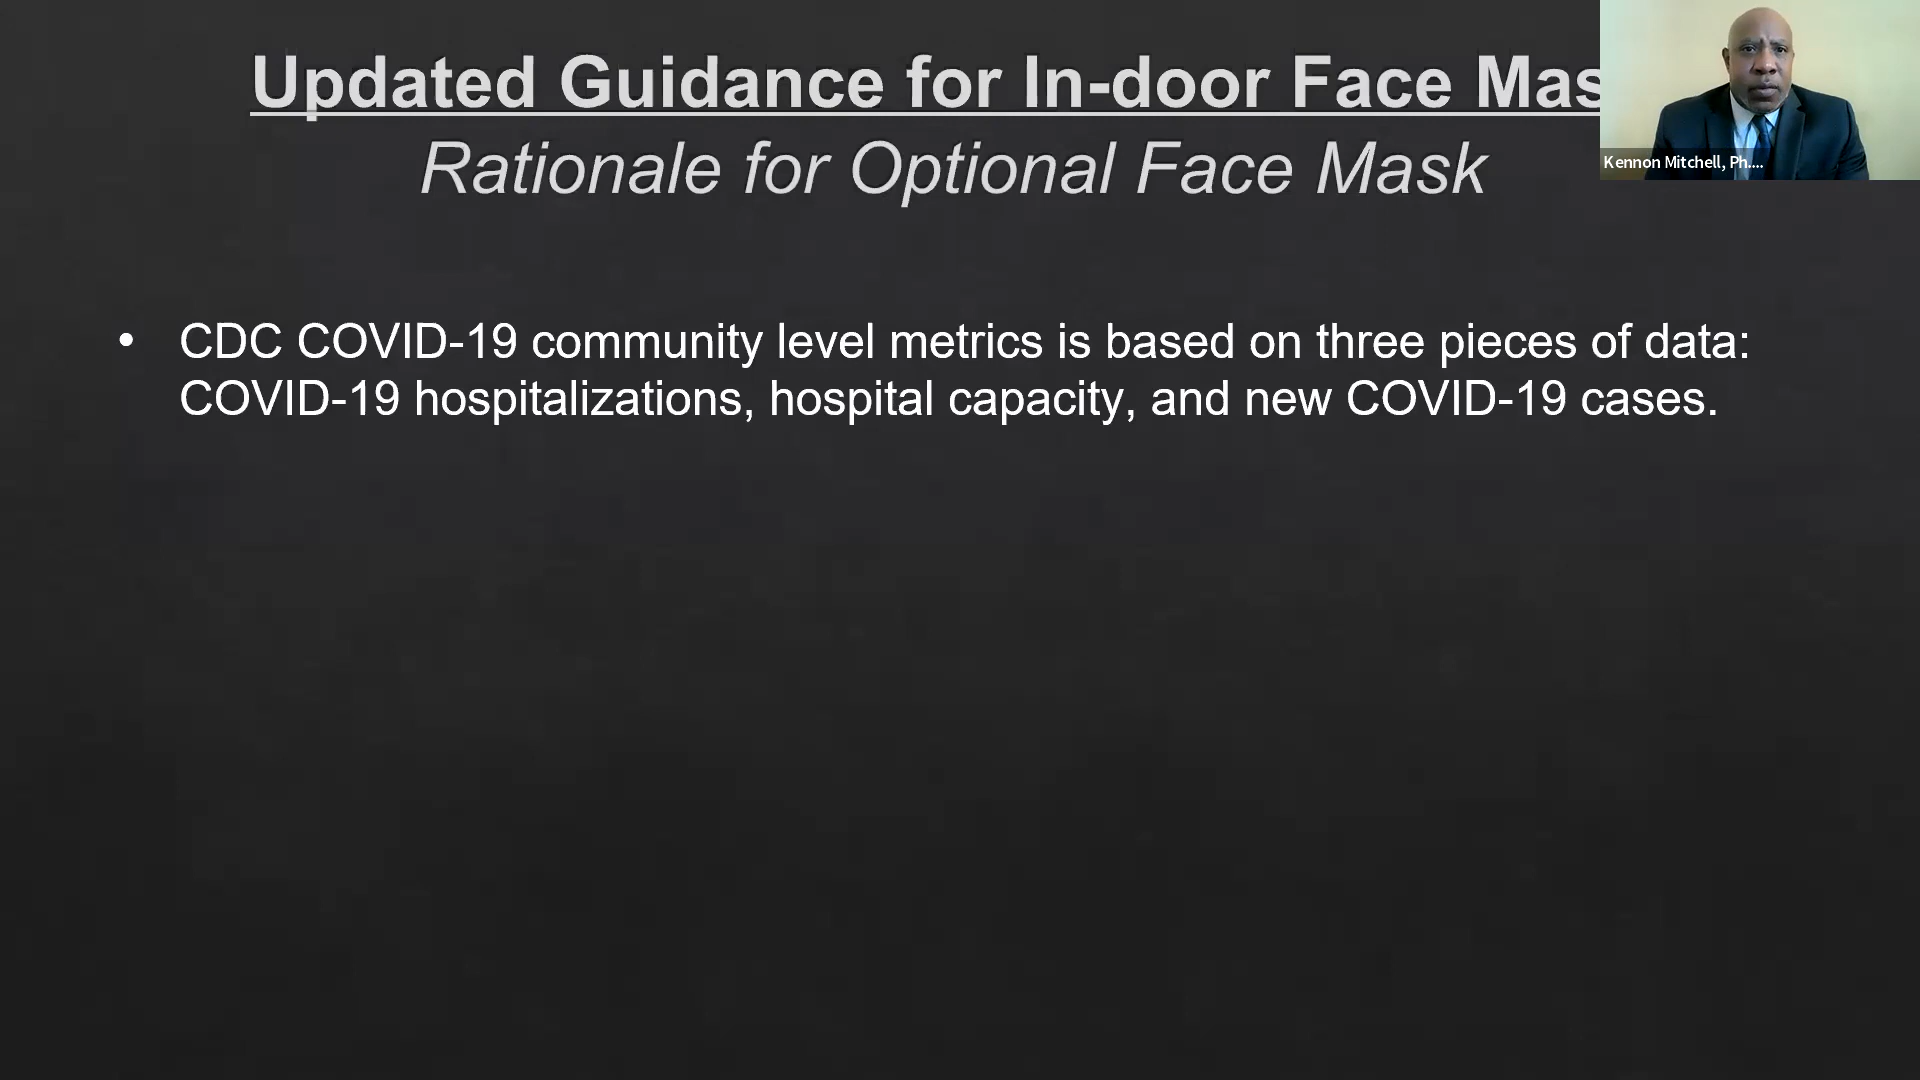 Updated Guidance for In-door Face Mas
Rationale for Optional Face Mask
Kennon Mitchell, Ph....
• CDC COVID-19 community level metrics is based on three pieces of data:
COVID-19 hospitalizations, hospital capacity, and new COVID-19 cases.